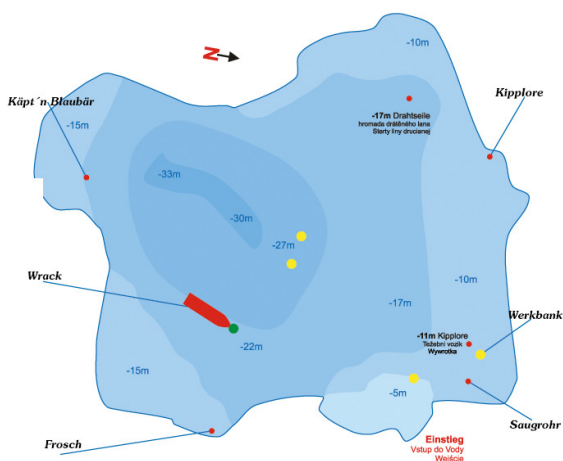 -10m
N
Kipplore
Käpt´n Blaubär
-15m
-17m Drahtseile
hromada drátěného lana
Sterty liny drucianej
-33m
-30m
-27m
Wrack
-10m
-17m
Werkbank
-11m Kipplore
Težební vozík
Wywrotka
-22m
-15m
-5m
Saugrohr
Frosch
Einstieg
Vstup do Vody
Wejście